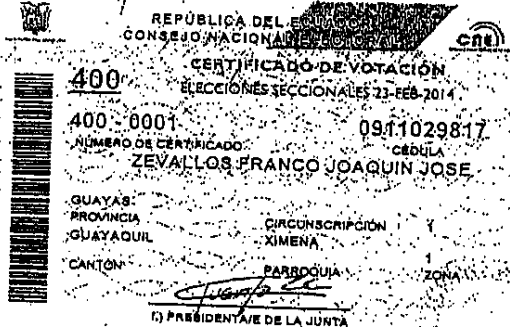 REPÚBLICA DEL ECUADOR
CONSEJO NACIONAL ELECTORAL
cne
CERTIFICADO DE VOTACIÓN
400
ELECCIONES SECCIONALES 23-FEB-2014
400 - 0001
0911029817
NÚMERO DE CERTIFICADO
CÉDULA
ZEVALLOS FRANCO JOAQUIN JOSE
GUAYAS
PROVINCIA
CIRCUNSCRIPCIÓN
1
GUAYAQUIL
XIMENA
1
CANTÓN
PARROQUIA
ZONA
f.) PRESIDENTA/E DE LA JUNTA